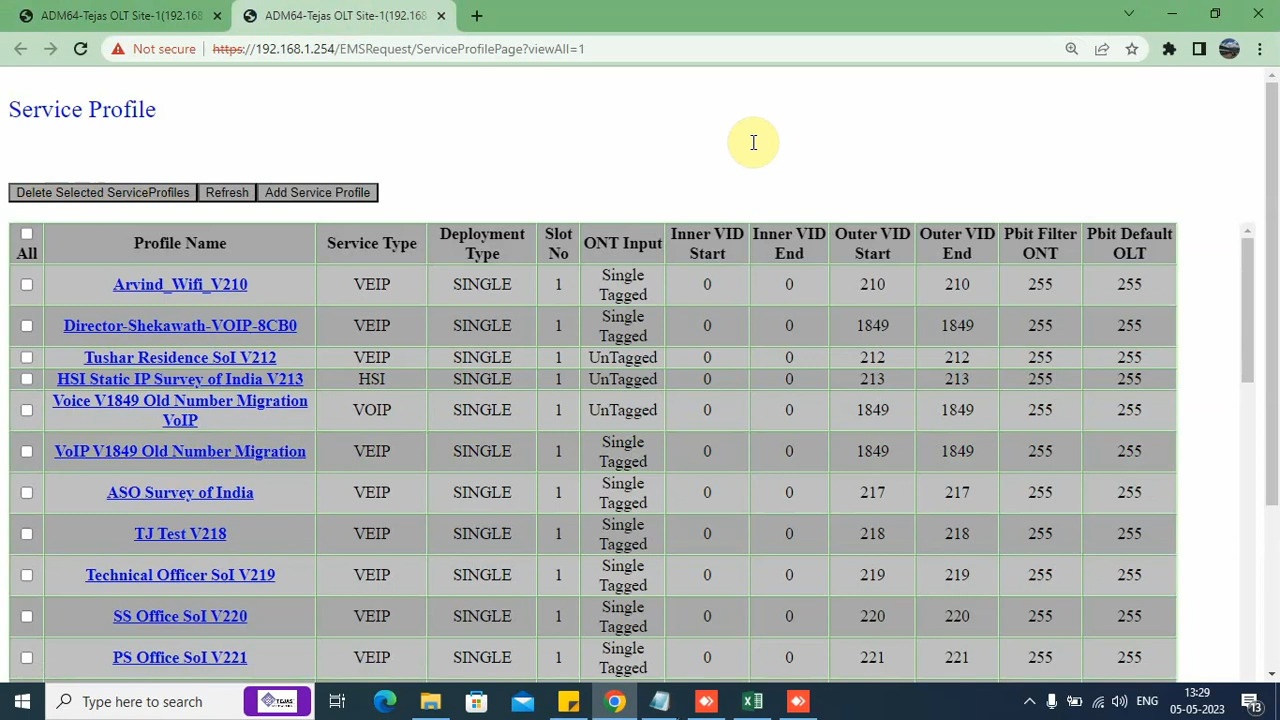 ADM64-Tejas OLT Site-1(192.168
ADM64-Tejas OLT Site-1(192.168
Not secure
https://192.168.1.254/EMSRequest/ServiceProfilePage?viewAll=1
Service Profile
Delete Selected ServiceProfiles Refresh Add Service Profile
All Profile Name Service Type Deployment Type Slot No ONT Input Inner VID Start Inner VID End Outer VID Start Outer VID End Pbit Filter ONT Pbit Default OLT
Arvind_Wifi_V210 VEIP SINGLE 1 Single Tagged 0 0 210 210 255 255
Director-Shekawath-VOIP-8CB0 VEIP SINGLE 1 Single Tagged 0 0 1849 1849 255 255
Tushar Residence SoI V212 VEIP SINGLE 1 UnTagged 0 0 212 212 255 255
HSI Static IP Survey of India V213 HSI SINGLE 1 UnTagged 0 0 213 213 255 255
Voice V1849 Old Number Migration VoIP VOIP SINGLE 1 UnTagged 0 0 1849 1849 255 255
VoIP V1849 Old Number Migration VEIP SINGLE 1 Single Tagged 0 0 1849 1849 255 255
ASO Survey of India VEIP SINGLE 1 Single Tagged 0 0 217 217 255 255
TJ Test V218 VEIP SINGLE 1 Single Tagged 0 0 218 218 255 255
Technical Officer SoI V219 VEIP SINGLE 1 Single Tagged 0 0 219 219 255 255
SS Office SoI V220 VEIP SINGLE 1 Single Tagged 0 0 220 220 255 255
PS Office SoI V221 VEIP SINGLE 1 Single Tagged 0 0 221 221 255 255
Type here to search
TEJAS
ENG
13:29
05-05-2023
13